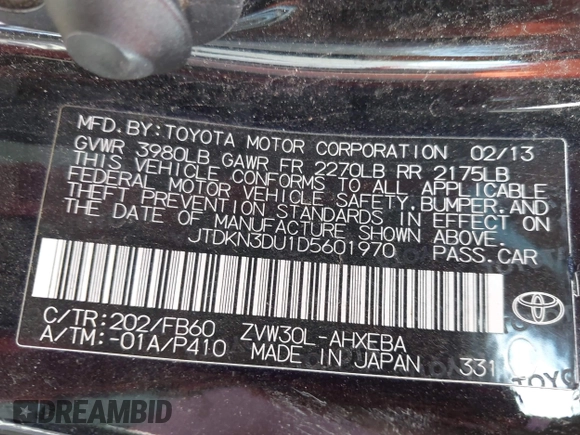 MFD.BY:TOYOTA MOTOR CORPORATION 02/13
GVWR 3980LB GAWR FR 2270LB RR 2175LB
THIS VEHICLE CONFORMS TO ALL APPLICABLE
FEDERAL MOTOR VEHICLE SAFETY,BUMPER,AND
THEFT PREVENTION STANDARDS IN EFFECT ON
THE DATE OF MANUFACTURE SHOWN ABOVE.
JTDKN3DU1D5601970 PASS.CAR
C/TR:202/FB60 ZVW30L-AHXEBA
A/TM:-01A/P410 MADE IN JAPAN 331
TOYO
DREAMBID